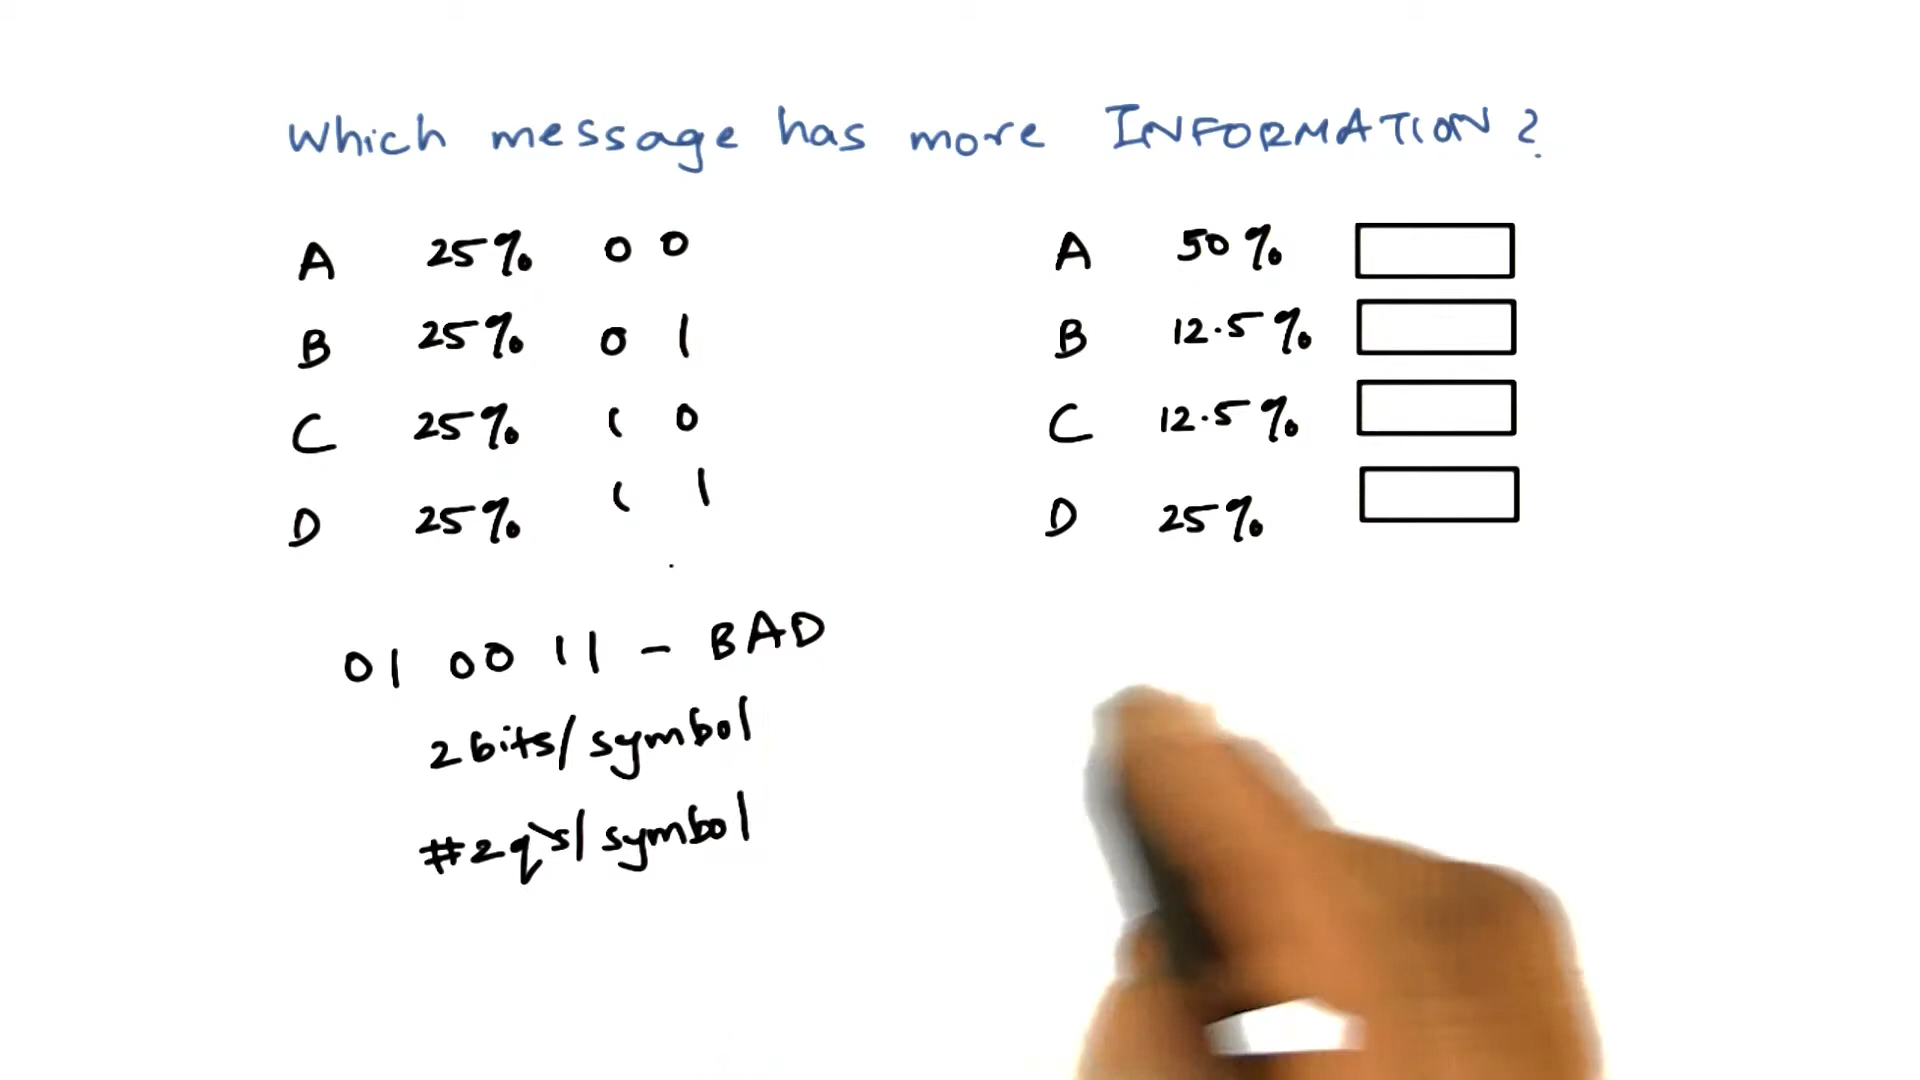 Which message has more INFORMATION?
A 25% 0 0
B 25% 0 1
C 25% 1 0
D 25% 1 1
A 50%
B 12.5%
C 12.5%
D 25%
01 00 11 - BAD
2 bits/symbol
#2q's/symbol